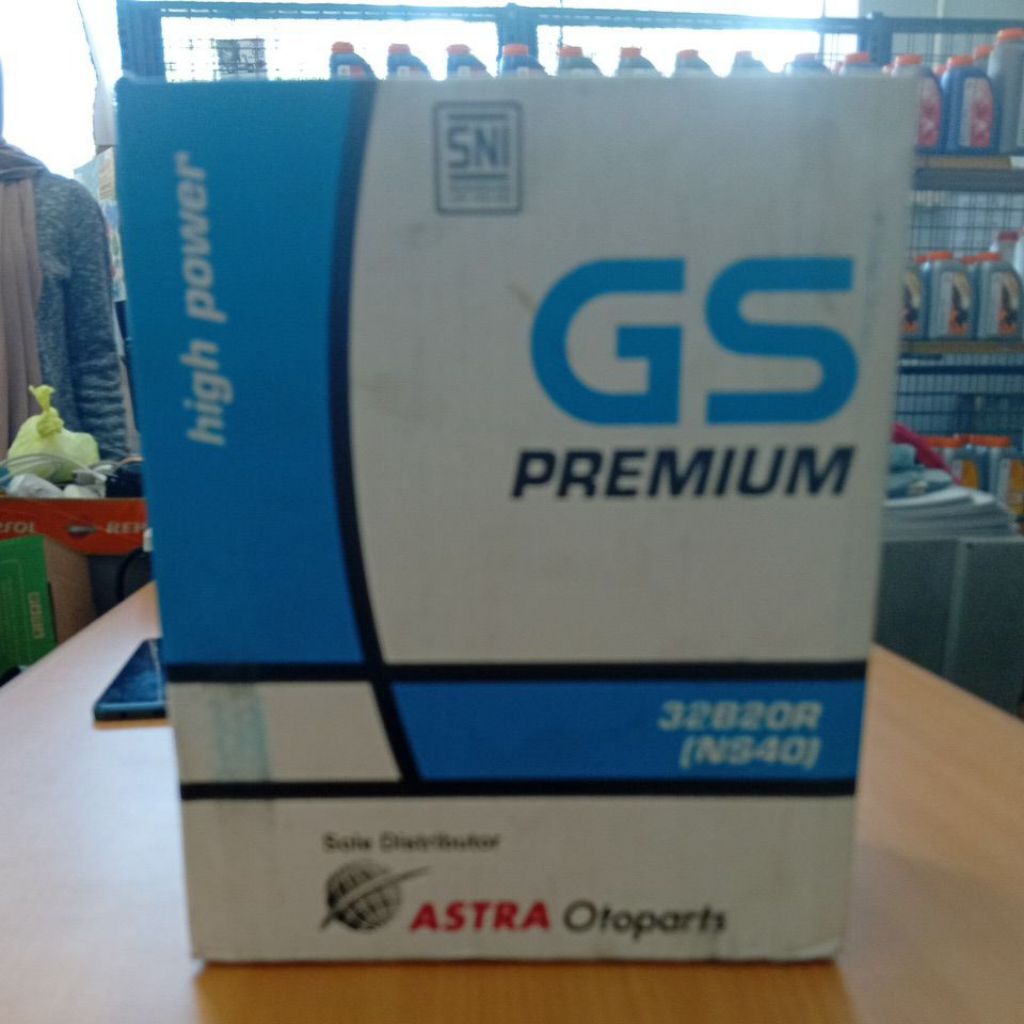 SNI
high power
GS
PREMIUM
32B20R
(NS40)
Sole Distributor
ASTRA Otoparts